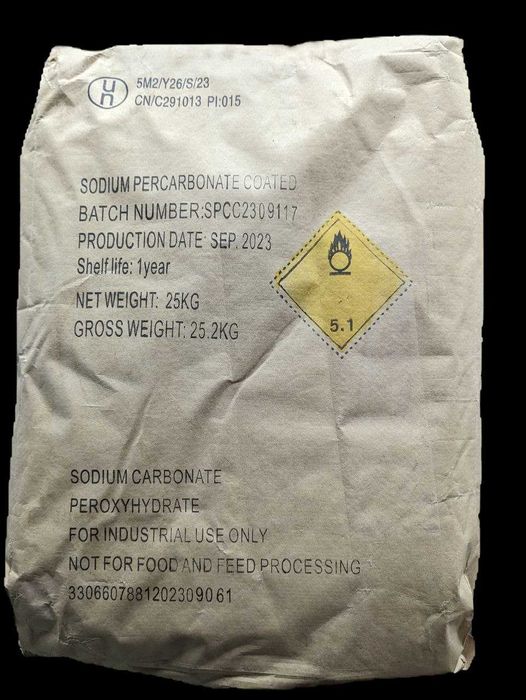 un
5M2/Y26/S/23
CN/C291013 PI:015
SODIUM PERCARBONATE COATED
BATCH NUMBER:SPCC2309117
PRODUCTION DATE: SEP. 2023
Shelf life: 1year
NET WEIGHT: 25KG
GROSS WEIGHT: 25.2KG
5.1
SODIUM CARBONATE
PEROXYHYDRATE
FOR INDUSTRIAL USE ONLY
NOT FOR FOOD AND FEED PROCESSING
3306607881202309061